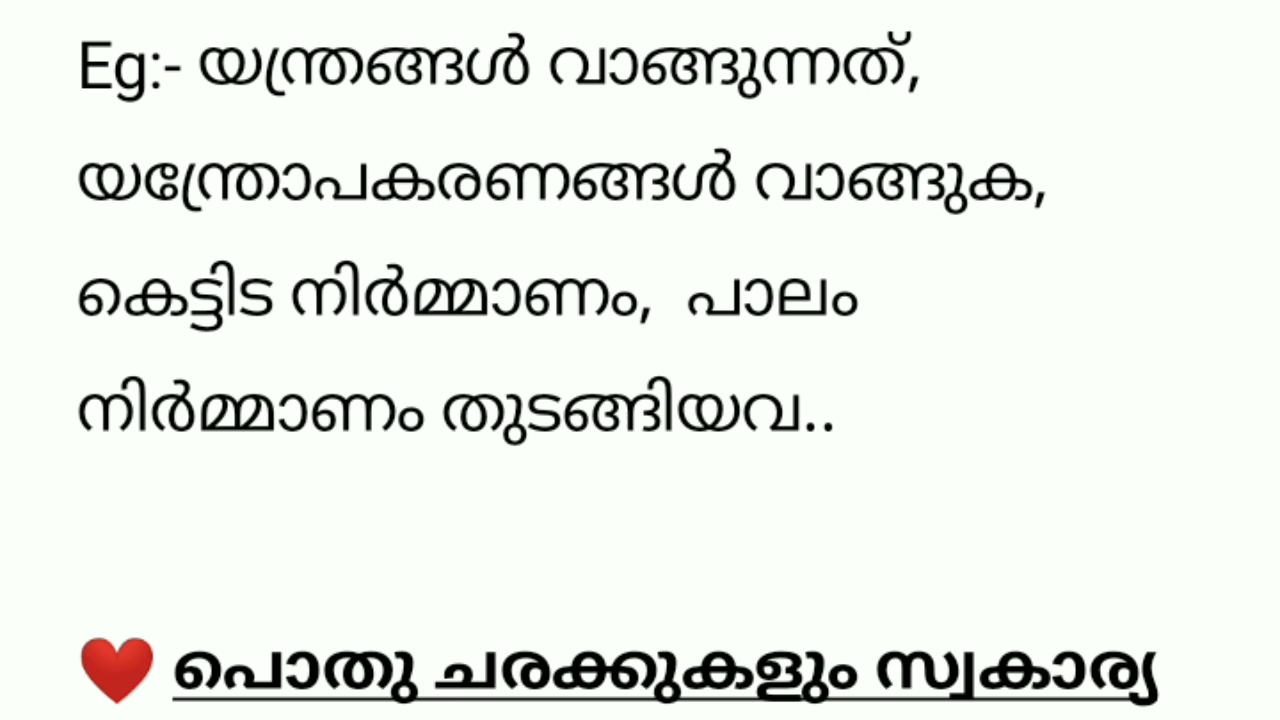 Eg:- യന്ത്രങ്ങൾ വാങ്ങുന്നത്,
യന്ത്രോപകരണങ്ങൾ വാങ്ങുക,
കെട്ടിട നിർമ്മാണം, പാലം
നിർമ്മാണം തുടങ്ങിയവ..
❤️ പൊതു ചരക്കുകളും സ്വകാര്യ